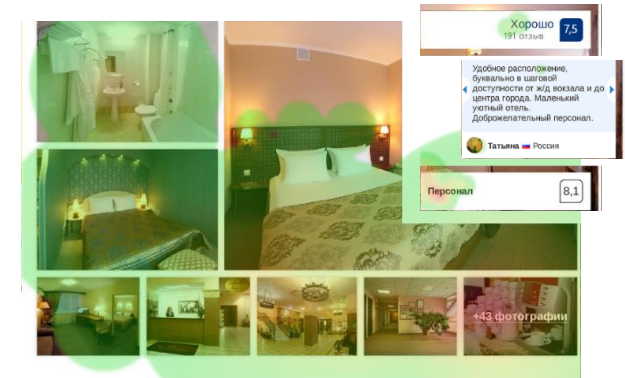 Хорошо
191 отзыв
7,5
Удобное расположение,
буквально в шаговой
доступности от ж/д вокзала и до
центра города. Маленький
уютный отель.
Доброжелательный персонал.
Татьяна Россия
Персонал
8,1
+43 фотографии